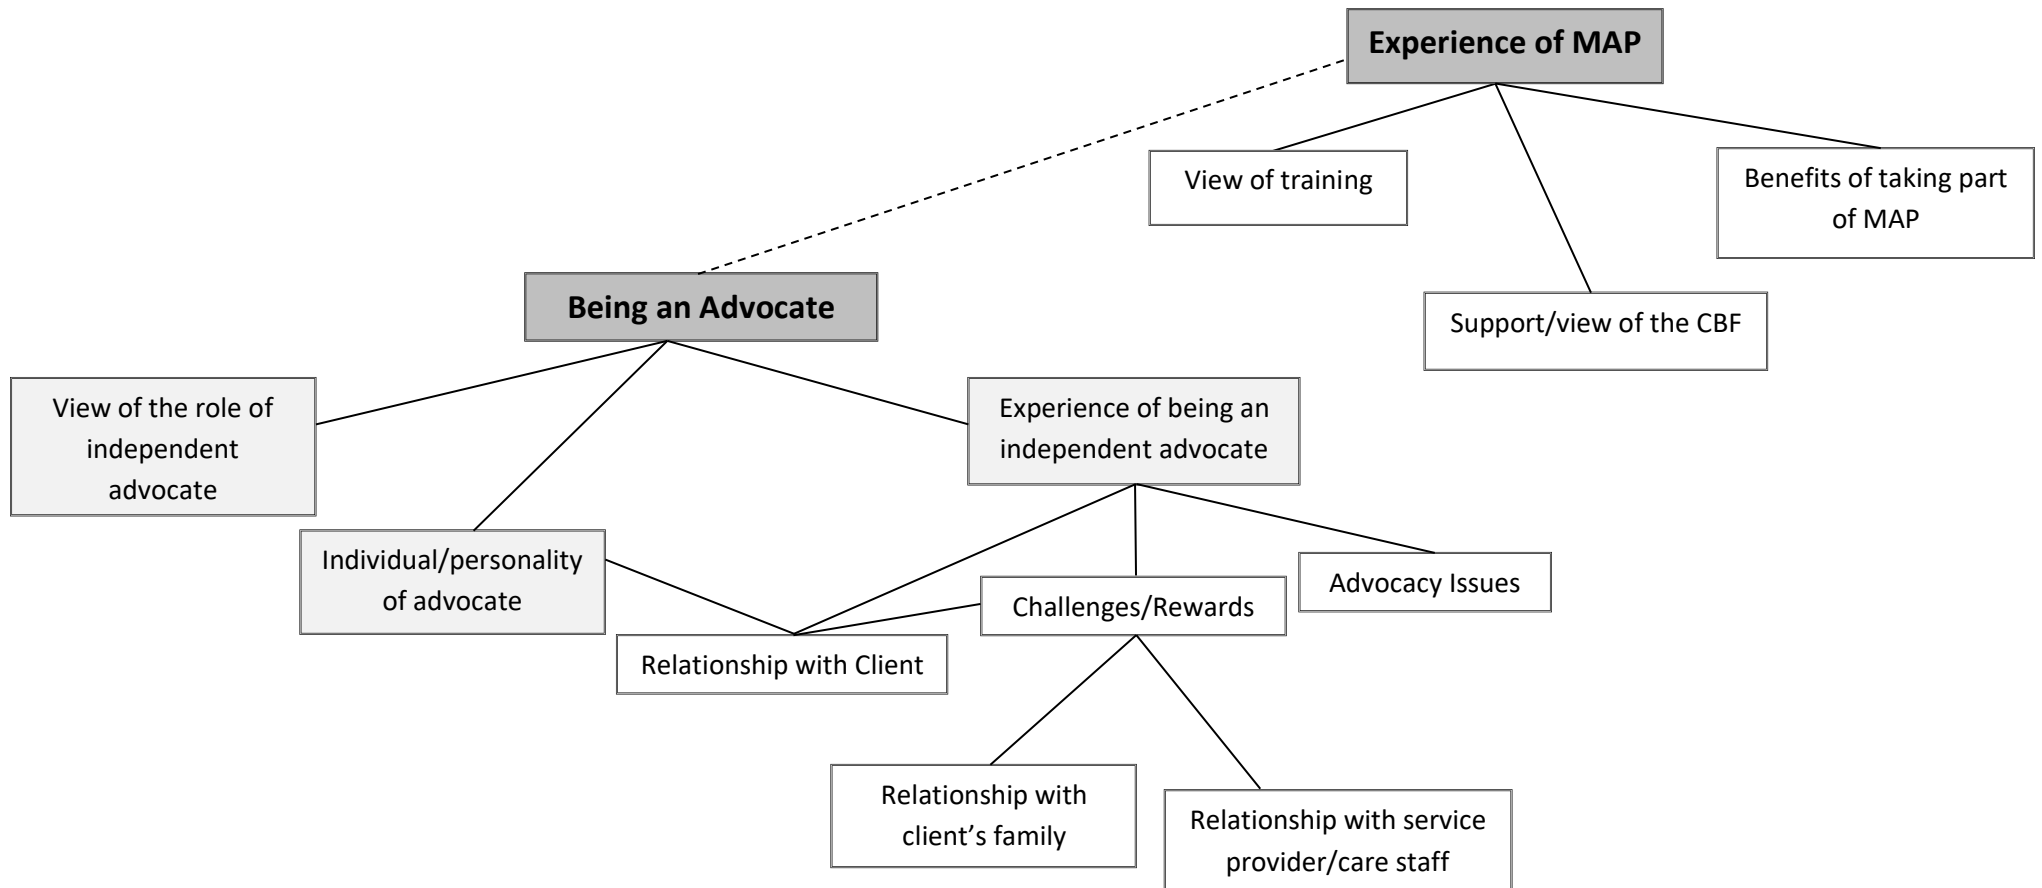 Experience of MAP
View of training
Benefits of taking part
of MAP
Support/view of the CBF
Being an Advocate
View of the role of
independent
advocate
Experience of being an
independent advocate
Individual/personality
of advocate
Advocacy Issues
Challenges/Rewards
Relationship with Client
Relationship with
client’s family
Relationship with service
provider/care staff